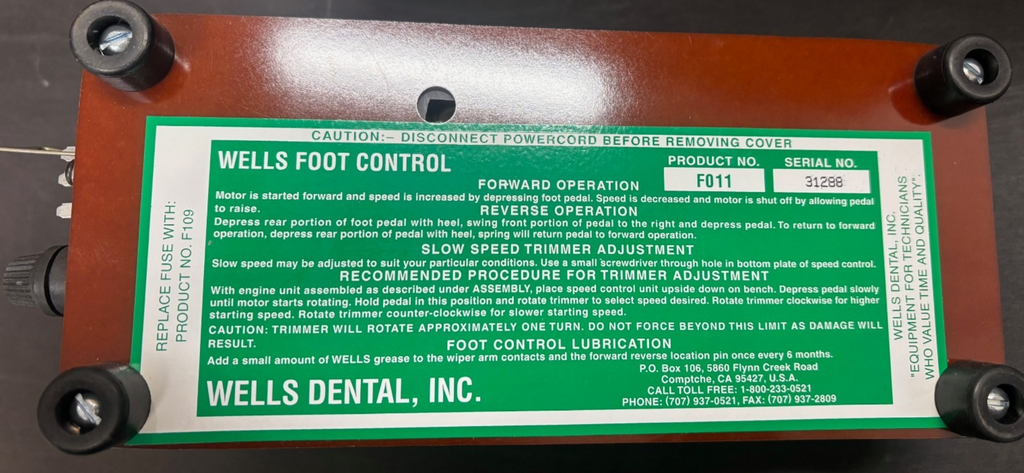 CAUTION:– DISCONNECT POWERCORD BEFORE REMOVING COVER
WELLS FOOT CONTROL
PRODUCT NO.
F011
SERIAL NO.
31288
FORWARD OPERATION
Motor is started forward and speed is increased by depressing foot pedal. Speed is decreased and motor is shut off by allowing pedal
to raise.
REVERSE OPERATION
Depress rear portion of foot pedal with heel, swing front portion of pedal to the right and depress pedal. To return to forward
operation, depress rear portion of pedal with heel, spring will return pedal to forward operation.
SLOW SPEED TRIMMER ADJUSTMENT
Slow speed may be adjusted to suit your particular conditions. Use a small screwdriver through hole in bottom plate of speed control.
RECOMMENDED PROCEDURE FOR TRIMMER ADJUSTMENT
With engine unit assembled as described under ASSEMBLY, place speed control unit upside down on bench. Depress pedal slowly
until motor starts rotating. Hold pedal in this position and rotate trimmer to select speed desired. Rotate trimmer clockwise for higher
starting speed. Rotate trimmer counter-clockwise for slower starting speed.
CAUTION: TRIMMER WILL ROTATE APPROXIMATELY ONE TURN. DO NOT FORCE BEYOND THIS LIMIT AS DAMAGE WILL
RESULT.
FOOT CONTROL LUBRICATION
Add a small amount of WELLS grease to the wiper arm contacts and the forward reverse location pin once every 6 months.
WELLS DENTAL, INC.
P.O. Box 106, 5860 Flynn Creek Road
Comptche, CA 95427, U.S.A.
CALL TOLL FREE: 1-800-233-0521
PHONE: (707) 937-0521, FAX: (707) 937-2809
REPLACE FUSE WITH:
PRODUCT NO. F109
WELLS DENTAL, INC.
"EQUIPMENT FOR TECHNICIANS
WHO VALUE TIME AND QUALITY".